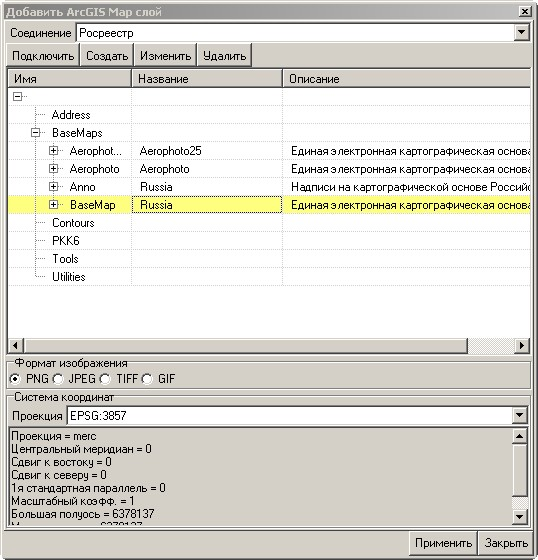 Добавить ArcGIS Map слой
Соединение Росреестр
Подключить Создать Изменить Удалить
Имя Название Описание
Address
BaseMaps
Aerophot... Aerophoto25 Единая электронная картографическая основа
Aerophoto Aerophoto Единая электронная картографическая основа
Anno Russia Надписи на картографической основе Россий
BaseMap Russia Единая электронная картографическая основа
Contours
PKK6
Tools
Utilities
Формат изображения
PNG JPEG TIFF GIF
Система координат
Проекция EPSG:3857
Проекция = merc
Центральный меридиан = 0
Сдвиг к востоку = 0
Сдвиг к северу = 0
1я стандартная параллель = 0
Масштабный коэфф. = 1
Большая полуось = 6378137
Применить Закрыть